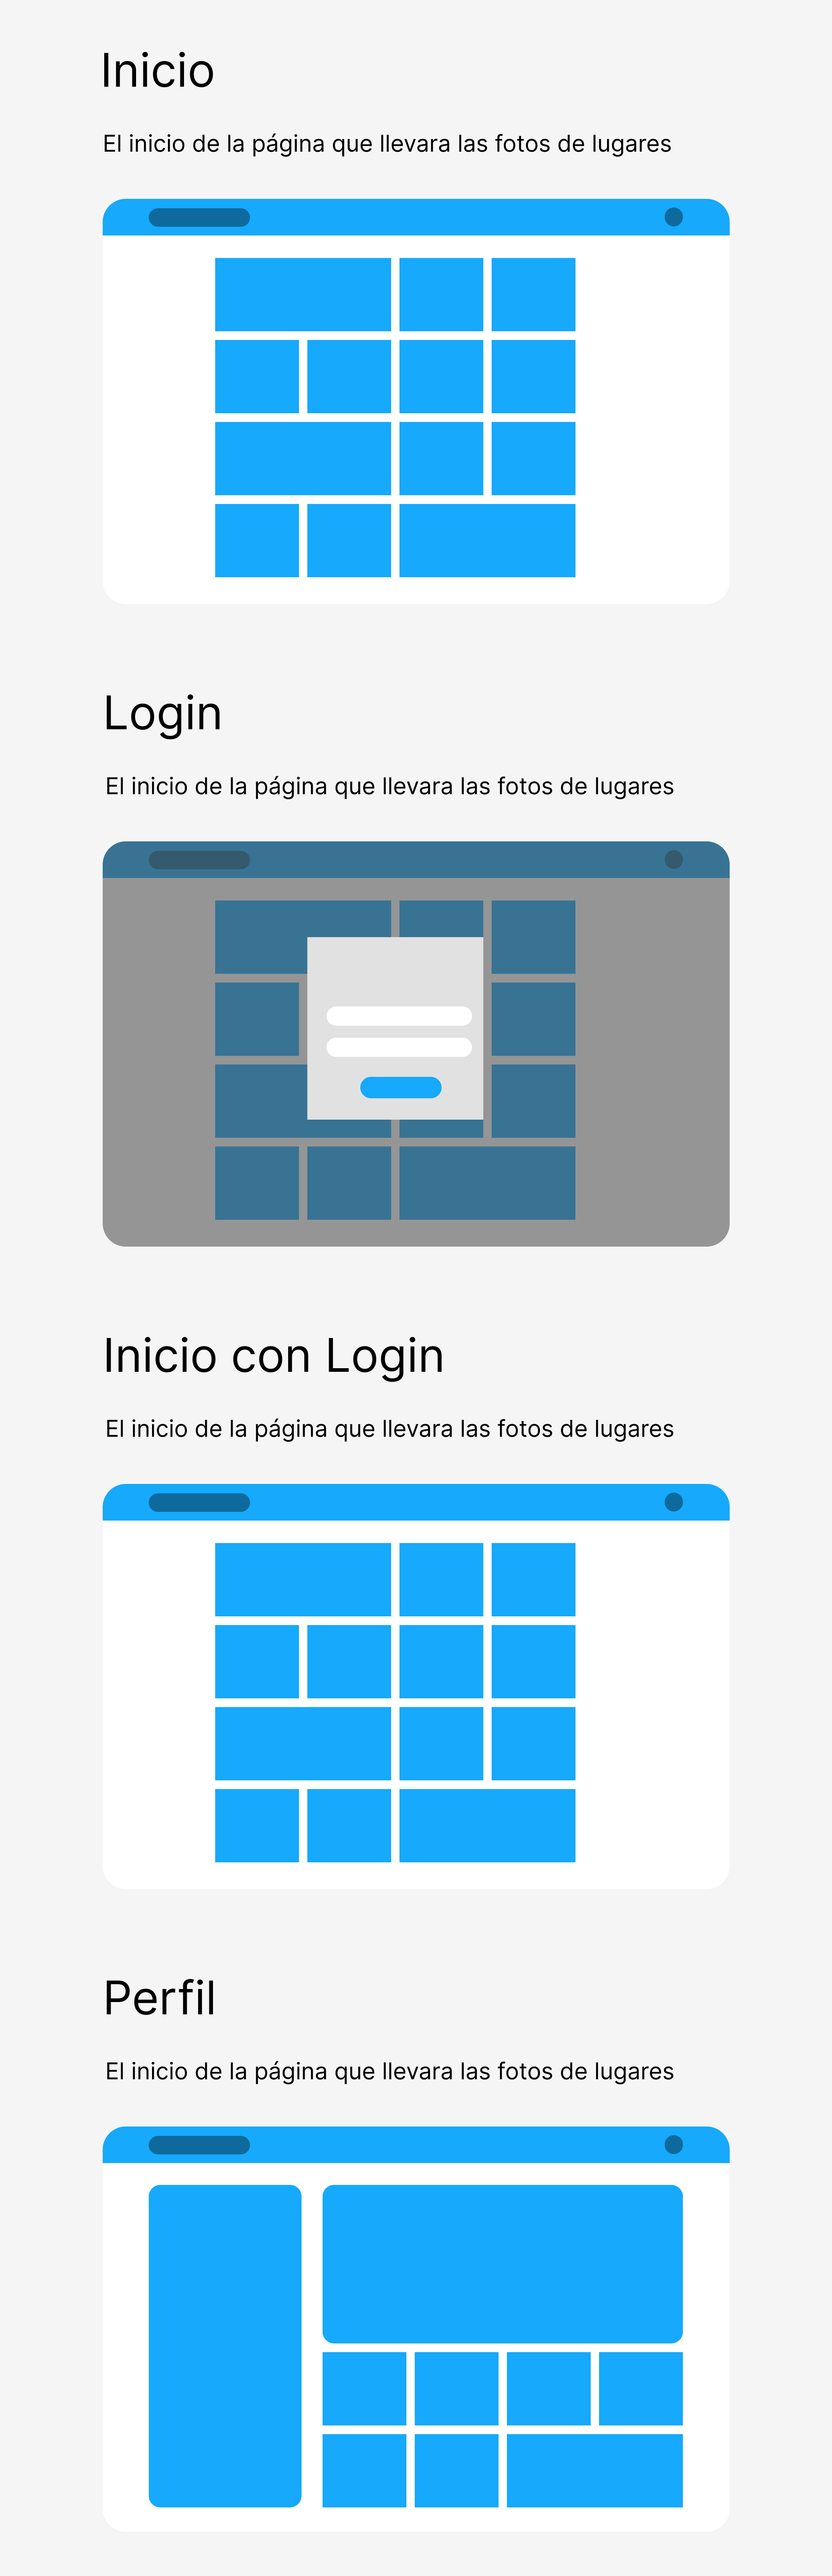 Inicio
El inicio de la página que llevara las fotos de lugares
Login
El inicio de la página que llevara las fotos de lugares
Inicio con Login
El inicio de la página que llevara las fotos de lugares
Perfil
El inicio de la página que llevara las fotos de lugares